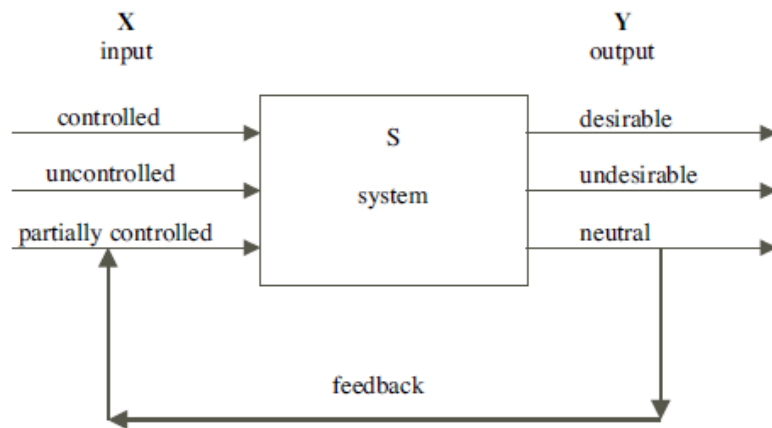 X
input
Y
output
controlled
desirable
S
uncontrolled
undesirable
system
partially controlled
neutral
feedback